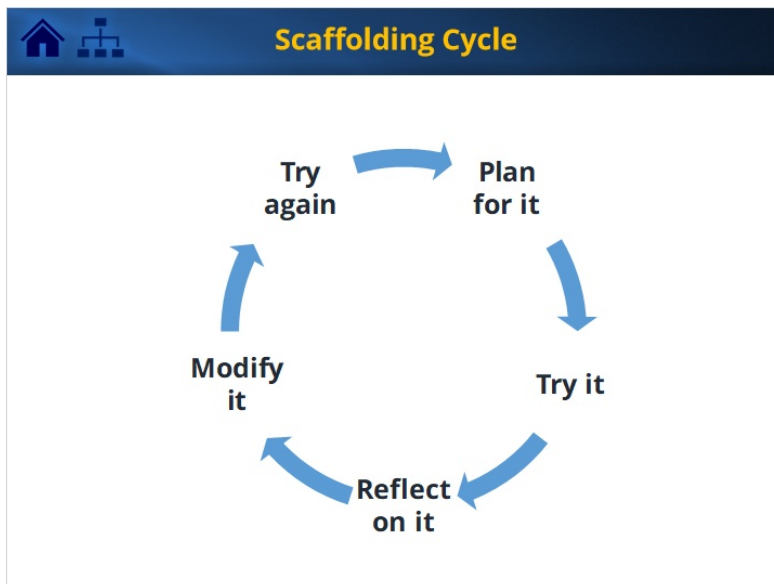 Scaffolding Cycle
Try
again
Plan
for it
Try it
Reflect
on it
Modify
it